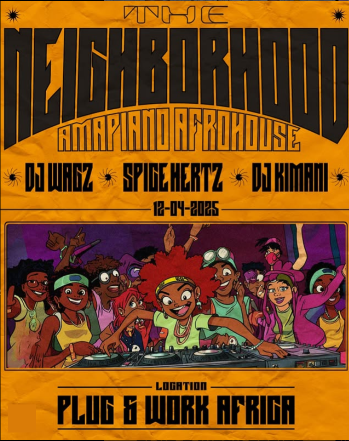 THE
NEIGHBORHOOD
AMAPIANO AFROHOUSE
DJ WAGZ SPICE HERTZ DJ KIMANI
12-04-2025
LOCATION
PLUG & WORK AFRICA